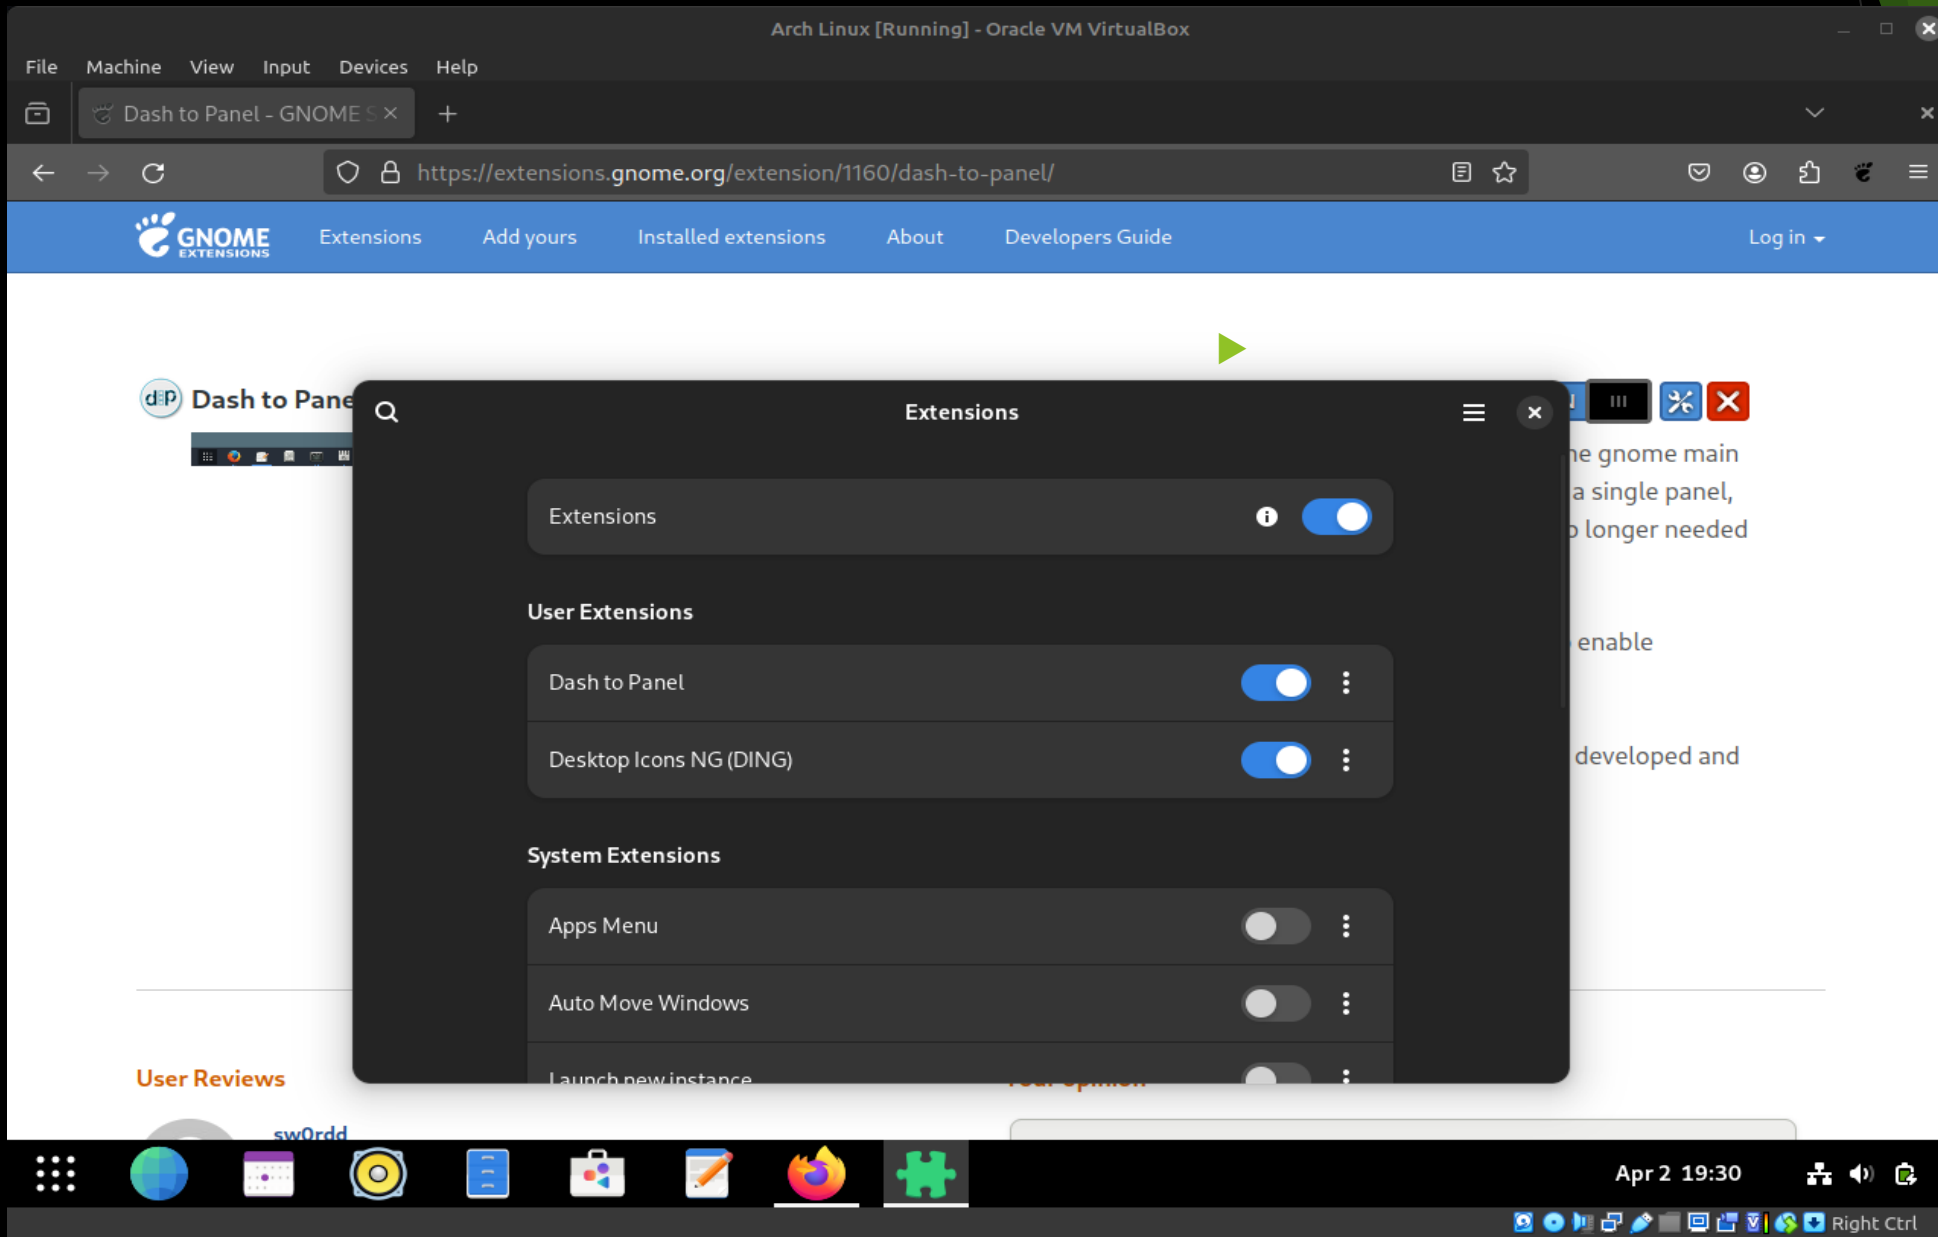 Arch Linux [Running] - Oracle VM VirtualBox
File Machine View Input Devices Help
Dash to Panel - GNOME S
https://extensions.gnome.org/extension/1160/dash-to-panel/
GNOME EXTENSIONS Extensions Add yours Installed extensions About Developers Guide Log in
Dash to Pane
Extensions
gnome main
a single panel,
longer needed
enable
developed and
Extensions
User Extensions
Dash to Panel
Desktop Icons NG (DING)
System Extensions
Apps Menu
Auto Move Windows
Launch new instance
User Reviews
Your opinion
sw0rdd
Apr 2 19:30
Right Ctrl